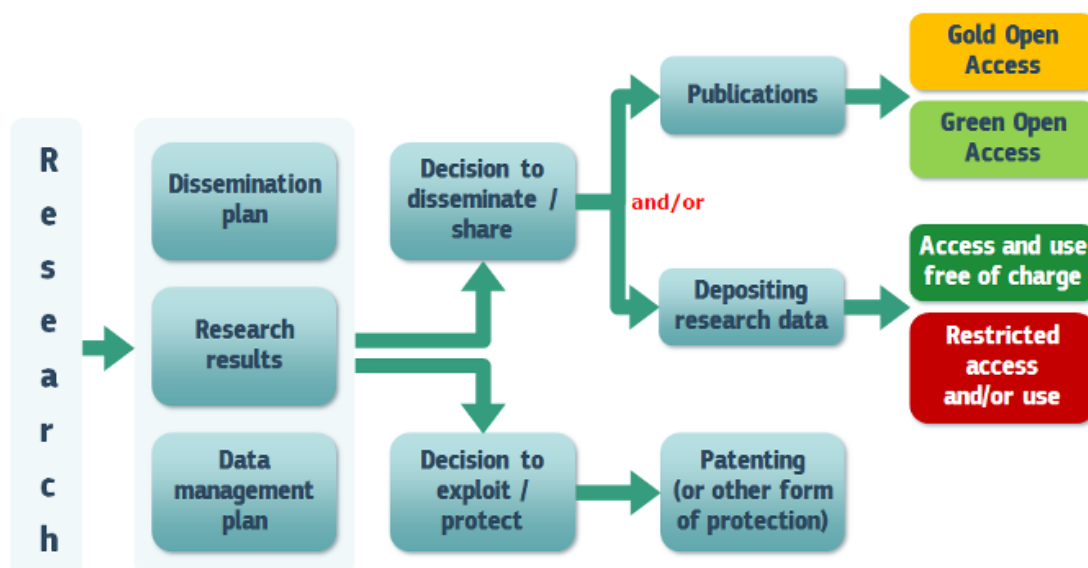 Research
Dissemination
plan
Research
results
Data
management
plan
Decision to
disseminate /
share
Decision to
exploit /
protect
and/or
Publications
Depositing
research data
Patenting
(or other form
of protection)
Gold Open
Access
Green Open
Access
Access and use
free of charge
Restricted
access
and/or use